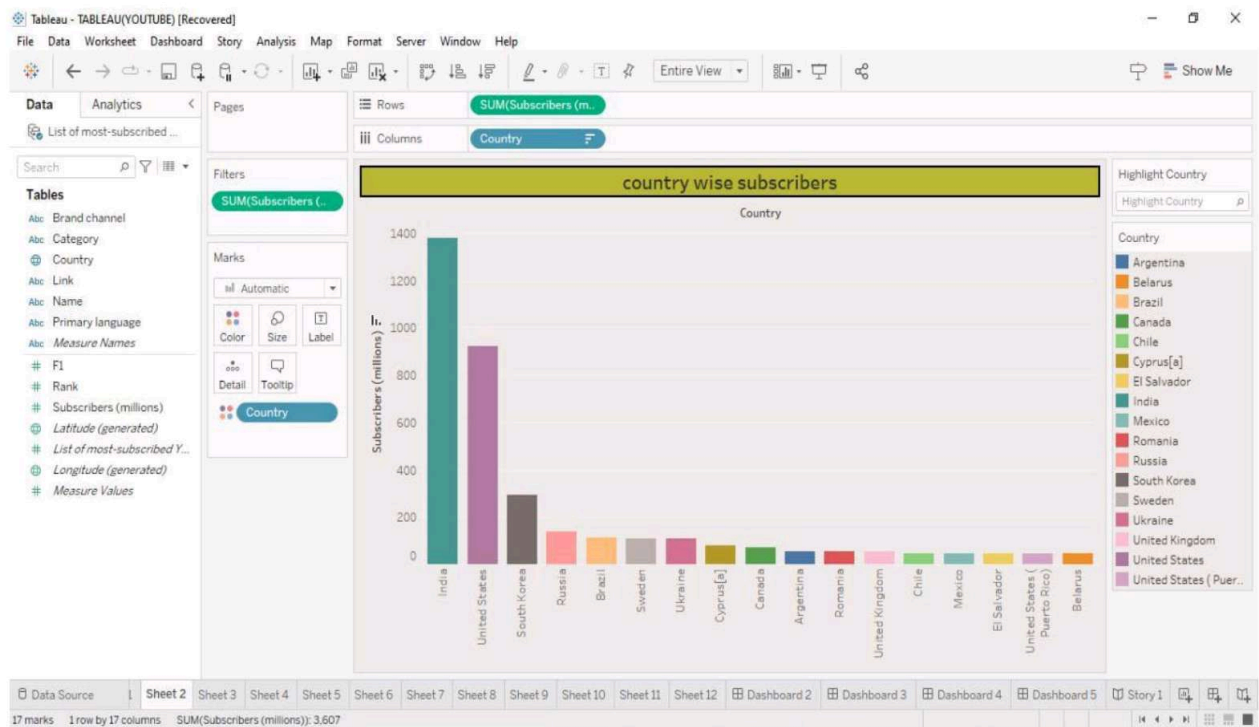 Tableau - TABLEAU(YOUTUBE) [Recovered]
File Data Worksheet Dashboard Story Analysis Map Format Server Window Help
Entire View
Show Me
Data Analytics
List of most-subscribed ...
Search
Tables
Abc Brand channel
Abc Category
Country
Abc Link
Abc Name
Abc Primary language
Abc Measure Names
# F1
# Rank
# Subscribers (millions)
Latitude (generated)
# List of most-subscribed Y...
Longitude (generated)
# Measure Values
Pages
Filters
SUM(Subscribers (..
Marks
Automatic
Color Size Label
Detail Tooltip
Country
Rows SUM(Subscribers (m..
Columns Country
country wise subscribers
Country
Subscribers (millions)
1400
1200
1000
800
600
400
200
0
India
United States
South Korea
Russia
Brazil
Sweden
Ukraine
Cyprus[a]
Canada
Argentina
Romania
United Kingdom
Chile
Mexico
El Salvador
United States (
Puerto Rico)
Belarus
Highlight Country
Highlight Country
Country
Argentina
Belarus
Brazil
Canada
Chile
Cyprus[a]
El Salvador
India
Mexico
Romania
Russia
South Korea
Sweden
Ukraine
United Kingdom
United States
United States ( Puer..
Data Source 1 Sheet 2 Sheet 3 Sheet 4 Sheet 5 Sheet 6 Sheet 7 Sheet 8 Sheet 9 Sheet 10 Sheet 11 Sheet 12 Dashboard 2 Dashboard 3 Dashboard 4 Dashboard 5 Story 1
17 marks 1 row by 17 columns SUM(Subscribers (millions)): 3,607